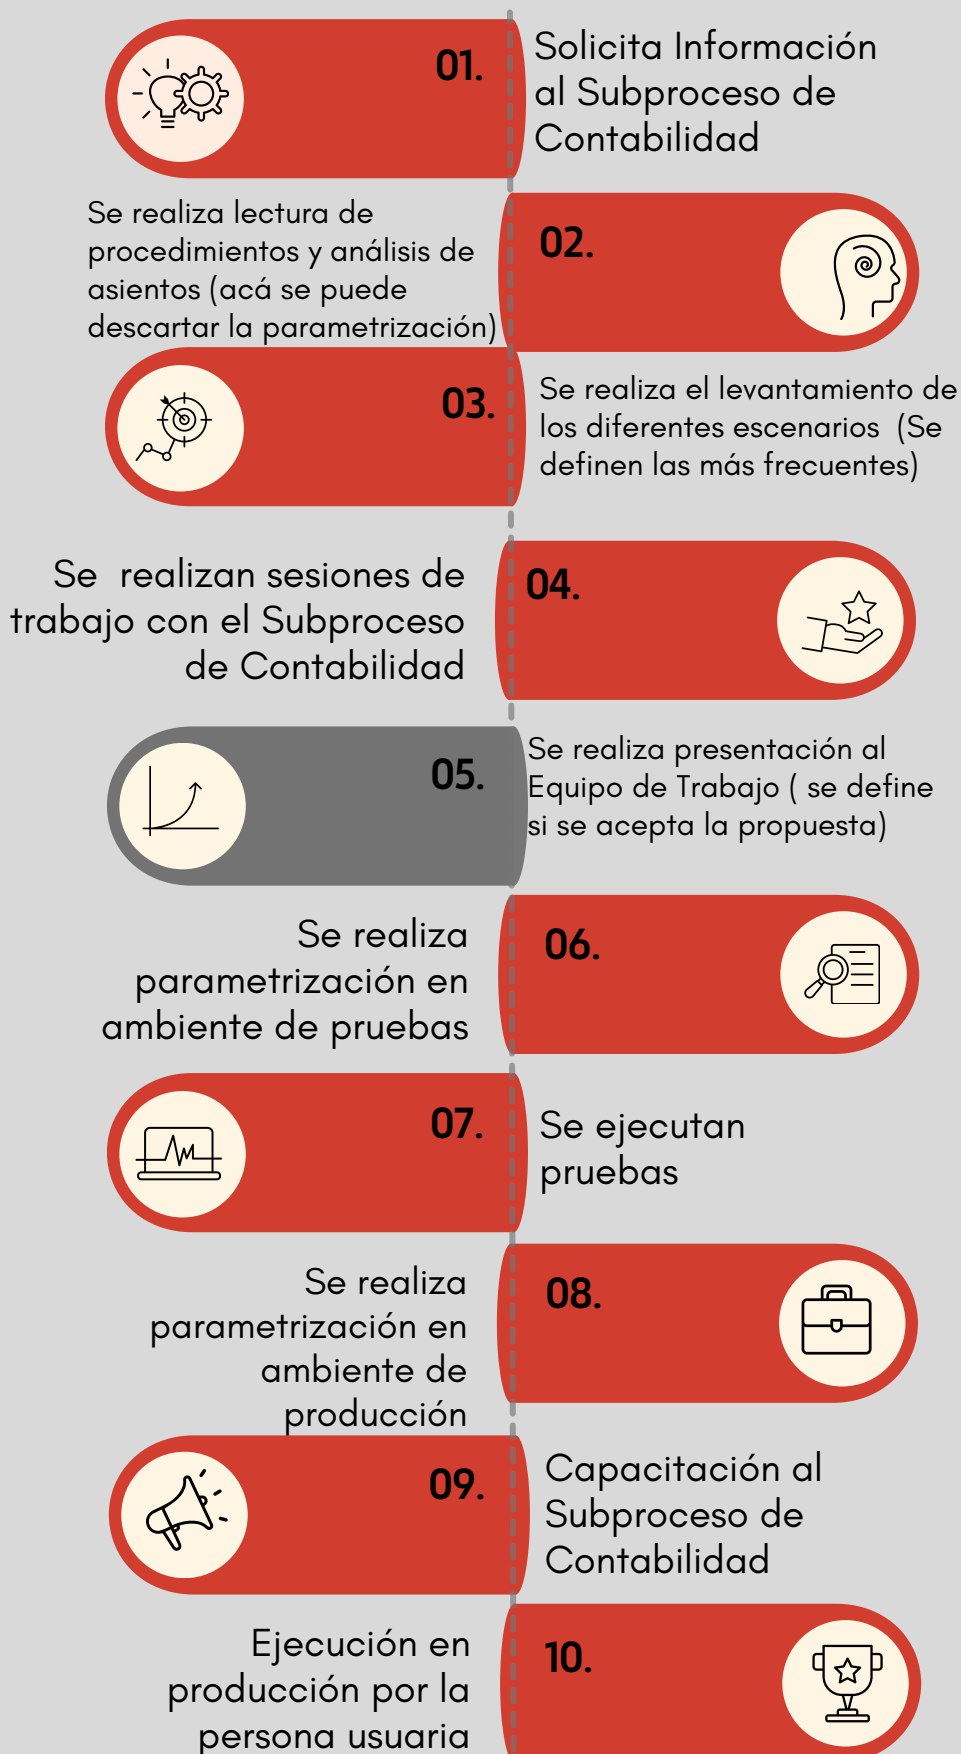 01.
Solicita Información
al Subproceso de
Contabilidad
Se realiza lectura de
procedimientos y análisis de
asientos (acá se puede
descartar la parametrización)
02.
03.
Se realiza el levantamiento de
los diferentes escenarios  (Se
definen las más frecuentes)
Se  realizan sesiones de
trabajo con el Subproceso
de Contabilidad
04.
05.
Se realiza presentación al
Equipo de Trabajo ( se define
si se acepta la propuesta)
Se realiza
parametrización en
ambiente de pruebas
06.
07.
Se ejecutan
pruebas
Se realiza
parametrización en
ambiente de
producción
08.
09.
Capacitación al
Subproceso de
Contabilidad
Ejecución en
producción por la
persona usuaria
10.